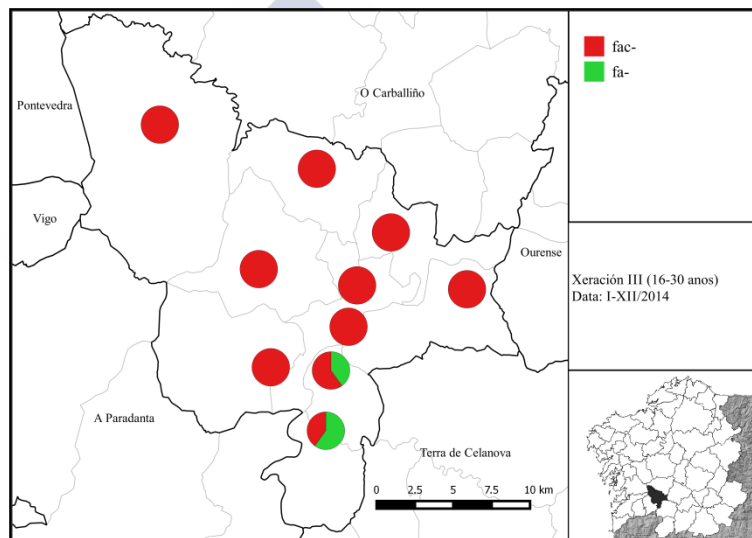 fac-
fa-
Pontevedra
O Carballiño
Vigo
Ourense
Xeración III (16-30 anos)
Data: I-XII/2014
A Paradanta
Terra de Celanova
0 2,5 5 7,5 10 km